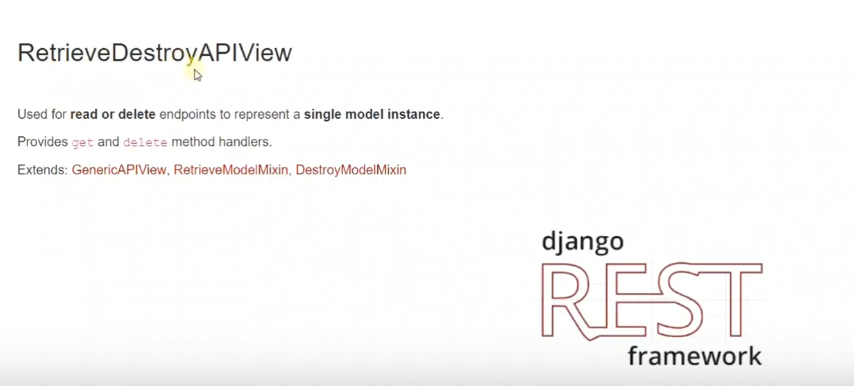 RetrieveDestroyAPIView
Used for read or delete endpoints to represent a single model instance.
Provides get and delete method handlers.
Extends: GenericAPIView, RetrieveModelMixin, DestroyModelMixin
django
REST
framework